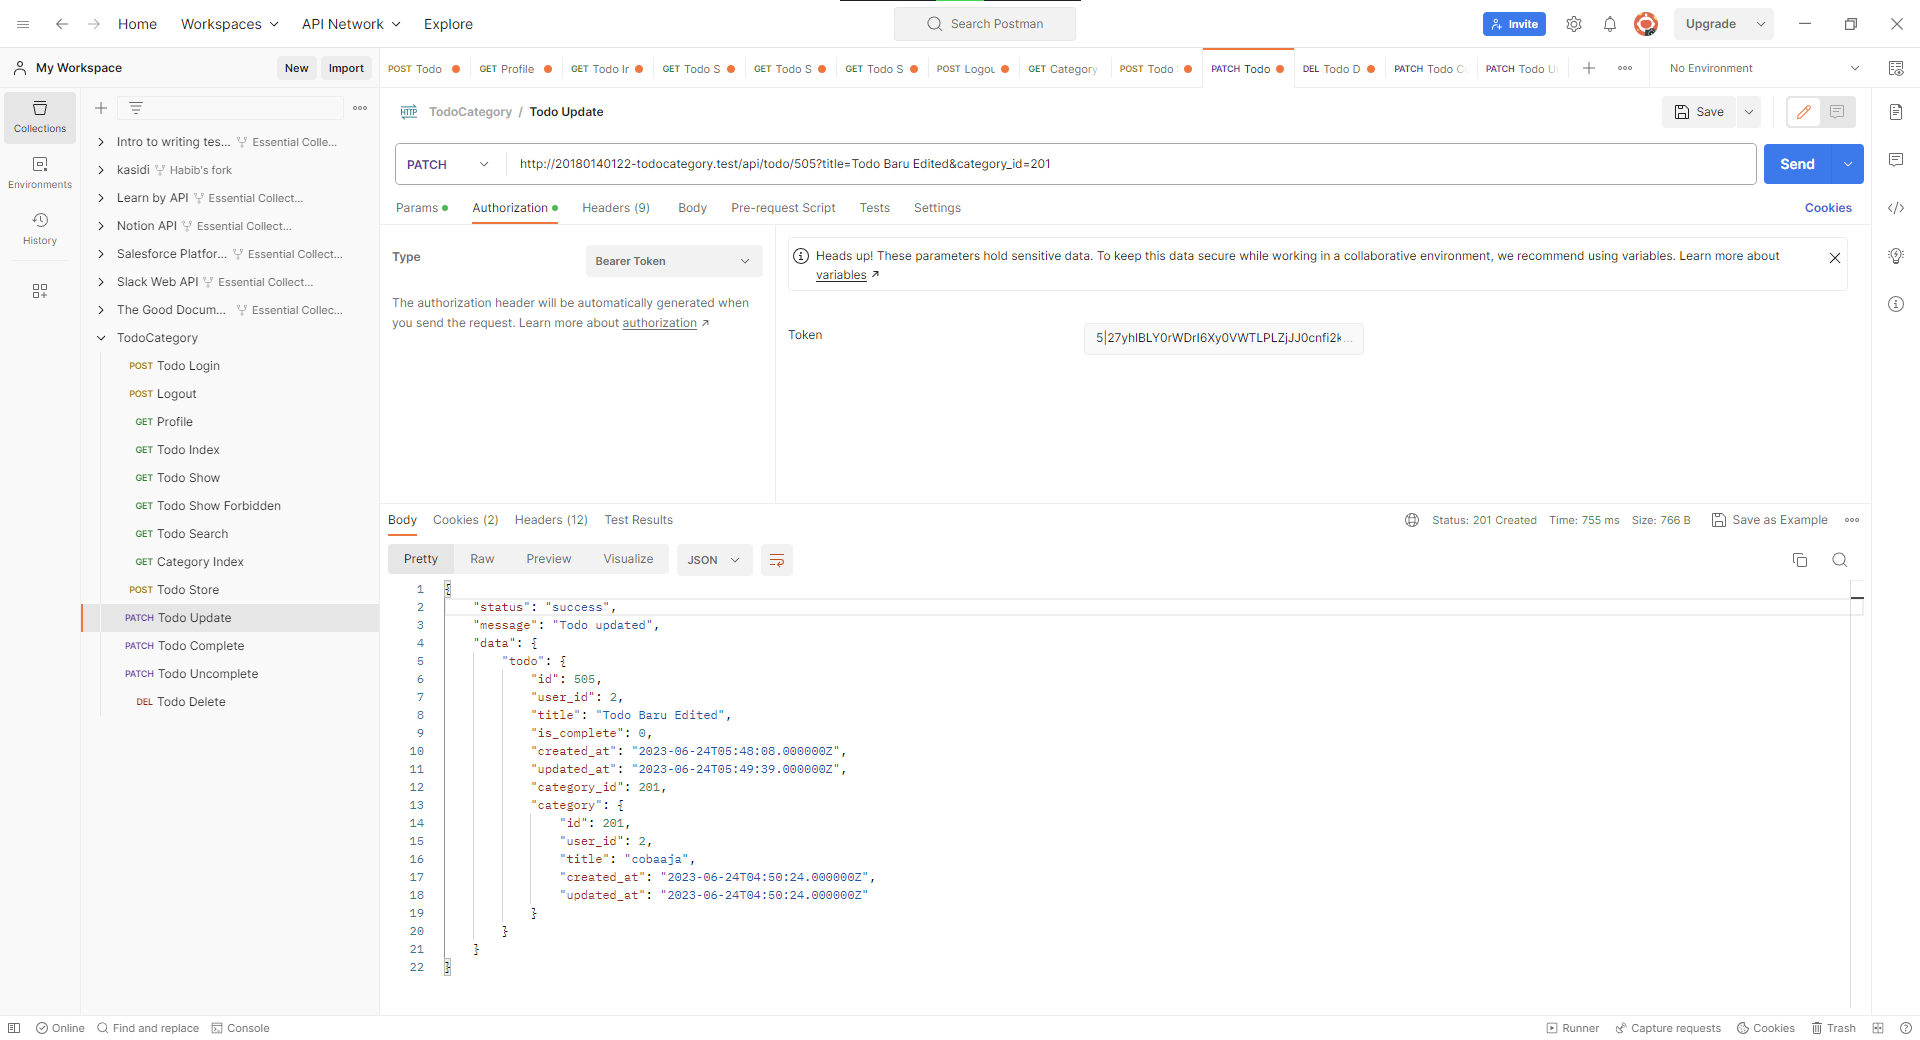 Home Workspaces API Network Explore Search Postman Invite Upgrade
My Workspace New Import
POST Todo GET Profile GET Todo Ir GET Todo S GET Todo S GET Todo S POST Logou GET Category POST Todo PATCH Todo DEL Todo D PATCH Todo C PATCH Todo U No Environment
Collections
Environments
History
Intro to writing tes... Essential Colle...
kasidi Habib's fork
Learn by API Essential Collect...
Notion API Essential Collect...
Salesforce Platfor... Essential Collect...
Slack Web API Essential Collect...
The Good Docum... Essential Collec...
TodoCategory
POST Todo Login
POST Logout
GET Profile
GET Todo Index
GET Todo Show
GET Todo Show Forbidden
GET Todo Search
GET Category Index
POST Todo Store
PATCH Todo Update
PATCH Todo Complete
PATCH Todo Uncomplete
DEL Todo Delete
HTTP TodoCategory / Todo Update Save
PATCH http://20180140122-todocategory.test/api/todo/505?title=Todo Baru Edited&category_id=201 Send
Params Authorization Headers (9) Body Pre-request Script Tests Settings Cookies
Type Bearer Token
The authorization header will be automatically generated when
you send the request. Learn more about authorization ↗
Heads up! These parameters hold sensitive data. To keep this data secure while working in a collaborative environment, we recommend using variables. Learn more about
variables ↗
Token 5|27yhIBLY0rWDrI6Xy0VWTLPLZjJJ0cnfi2k...
Body Cookies (2) Headers (12) Test Results Status: 201 Created Time: 755 ms Size: 766 B Save as Example
Pretty Raw Preview Visualize JSON
1 {
2 "status": "success",
3 "message": "Todo updated",
4 "data": {
5 "todo": {
6 "id": 505,
7 "user_id": 2,
8 "title": "Todo Baru Edited",
9 "is_complete": 0,
10 "created_at": "2023-06-24T05:48:08.000000Z",
11 "updated_at": "2023-06-24T05:49:39.000000Z",
12 "category_id": 201,
13 "category": {
14 "id": 201,
15 "user_id": 2,
16 "title": "cobaaja",
17 "created_at": "2023-06-24T04:50:24.000000Z",
18 "updated_at": "2023-06-24T04:50:24.000000Z"
19 }
20 }
21 }
22 }
Online Find and replace Console Runner Capture requests Cookies Trash